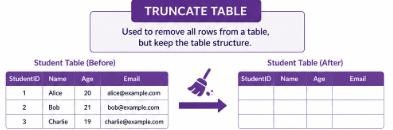 TRUNCATE TABLE
Used to remove all rows from a table,
but keep the table structure.
Student Table (Before)
StudentID Name Age Email
1 Alice 20 alice@example.com
2 Bob 21 bob@example.com
3 Charlie 19 charlie@example.com
Student Table (After)
StudentID Name Age Email